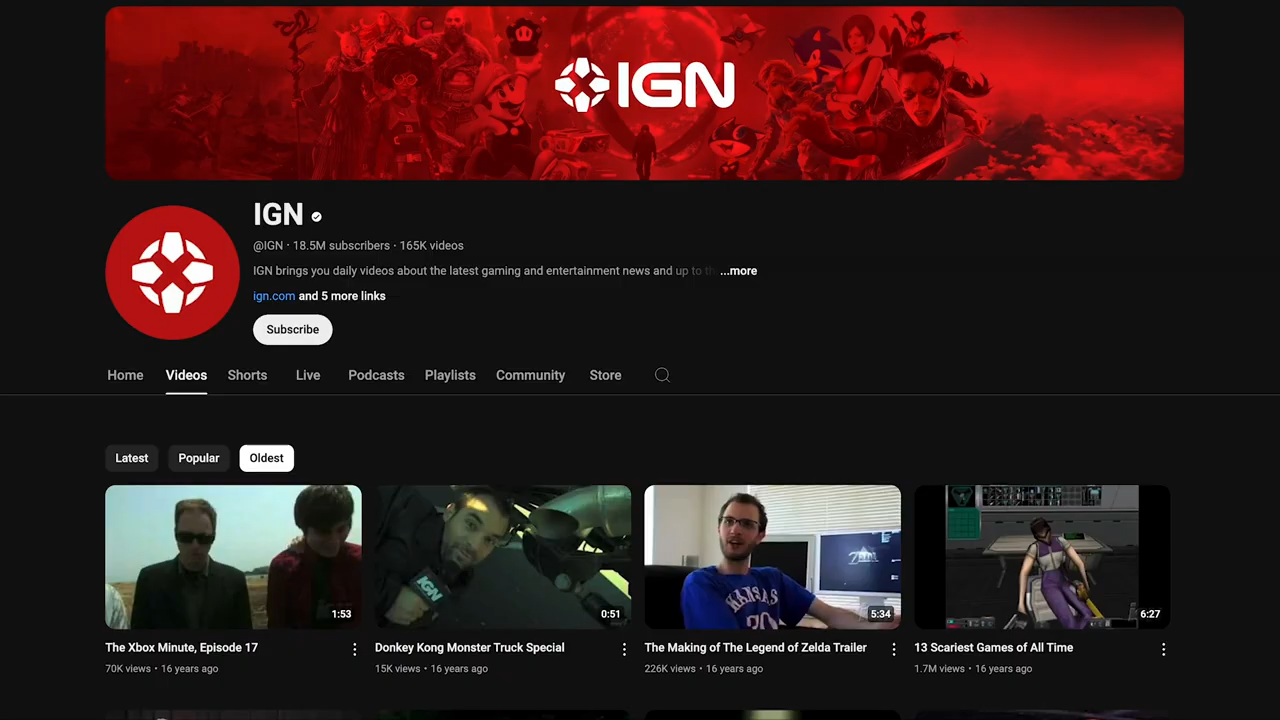 IGN
IGN
@IGN · 18.5M subscribers · 165K videos
IGN brings you daily videos about the latest gaming and entertainment news and up to ...more
ign.com and 5 more links
Subscribe
Home Videos Shorts Live Podcasts Playlists Community Store
Latest Popular Oldest
IGN
ZELDA
KANSAS
1:53 0:51 5:34 6:27
The Xbox Minute, Episode 17 Donkey Kong Monster Truck Special The Making of The Legend of Zelda Trailer 13 Scariest Games of All Time
70K views · 16 years ago 15K views · 16 years ago 226K views · 16 years ago 1.7M views · 16 years ago